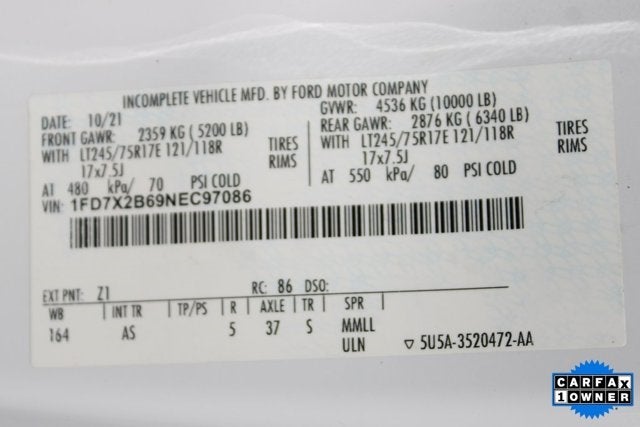 INCOMPLETE VEHICLE MFD. BY FORD MOTOR COMPANY
DATE: 10/21 GVWR: 4536 KG (10000 LB)
FRONT GAWR: 2359 KG (5200 LB) REAR GAWR: 2876 KG (6340 LB)
WITH LT245/75R17E 121/118R TIRES WITH LT245/75R17E 121/118R TIRES
17x7.5J RIMS 17x7.5J RIMS
AT 480 kPa/ 70 PSI COLD AT 550 kPa/ 80 PSI COLD
VIN: 1FD7X2B69NEC97086
EXT PNT: Z1 RC: 86 DSO:
WB INT TR TP/PS R AXLE TR SPR
164 AS 5 37 S MMLL
ULN ▽ 5U5A-3520472-AA
CARFAX
1 OWNER